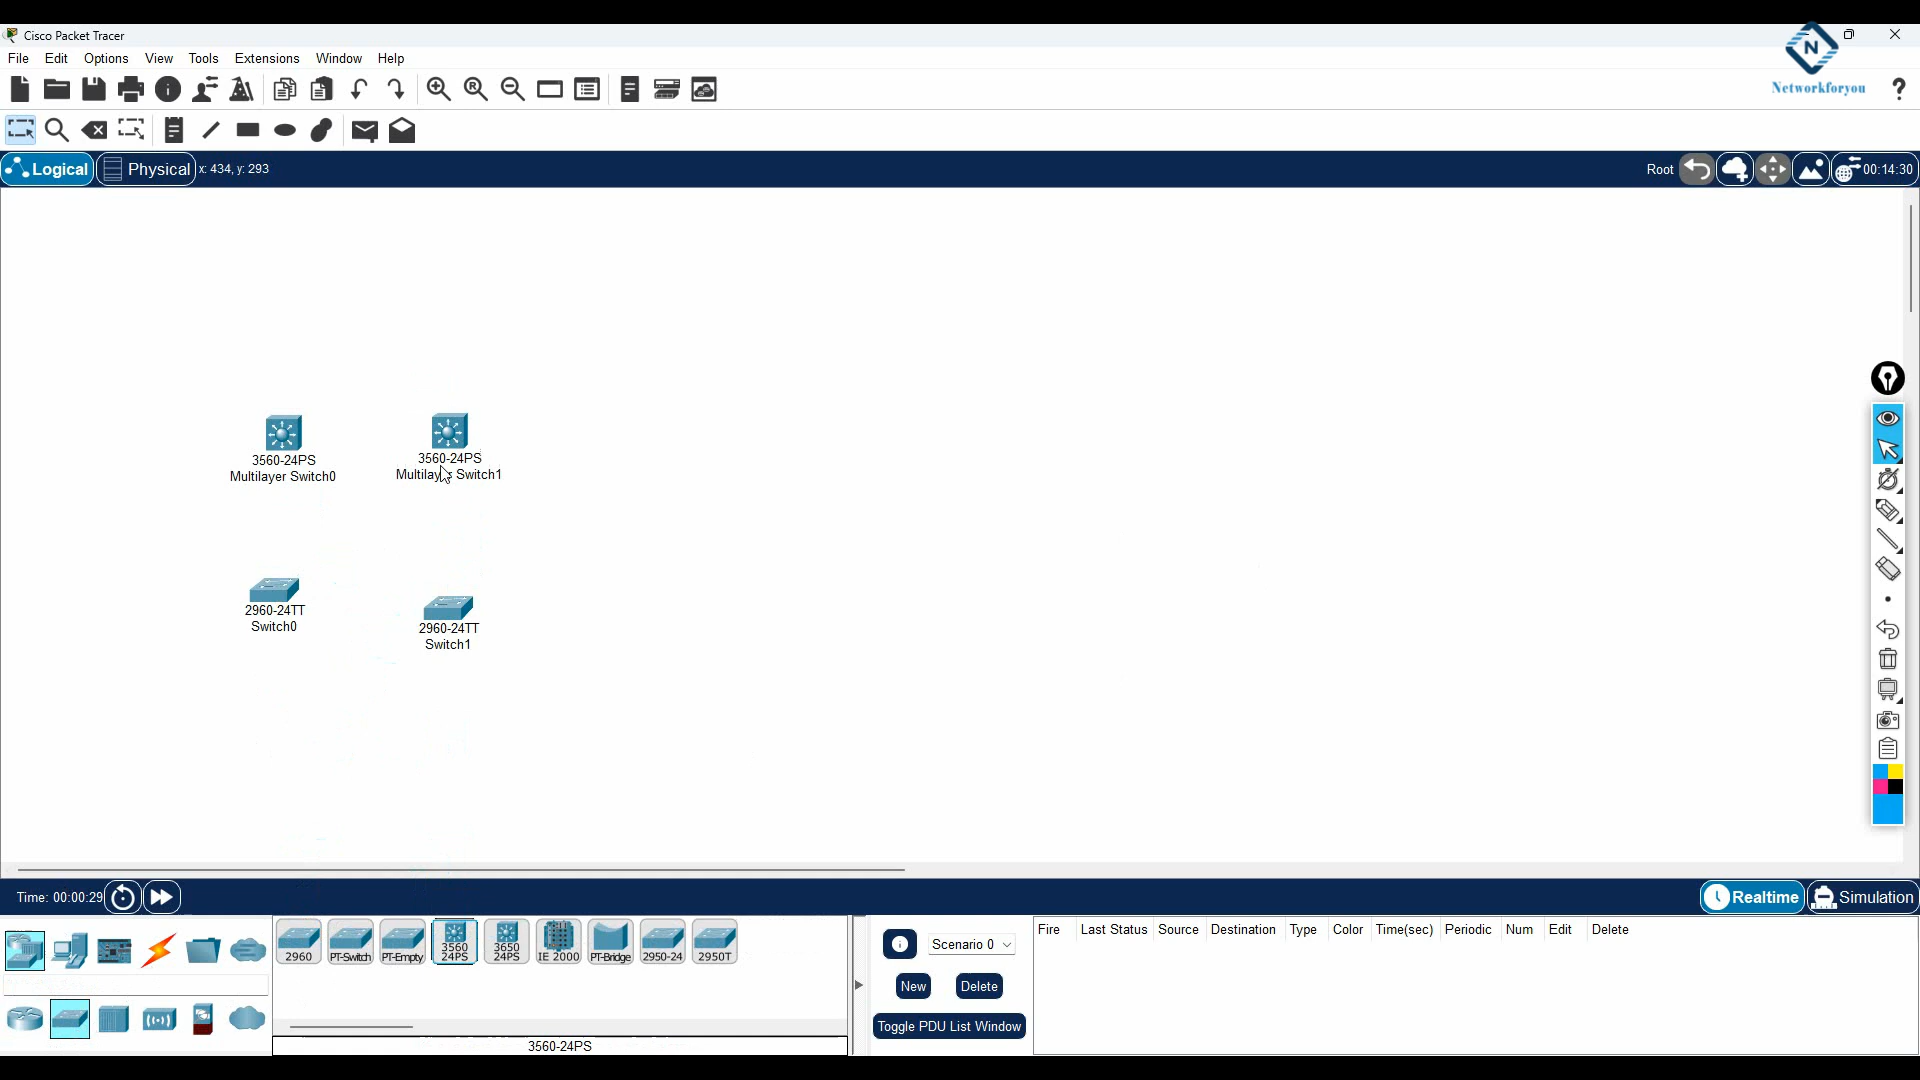 Cisco Packet Tracer
File Edit Options View Tools Extensions Window Help
N
Networkforyou
?
Logical Physical x: 434, y: 293 Root 00:14:30
3560-24PS
Multilayer Switch0
3560-24PS
Multilayer Switch1
2960-24TT
Switch0
2960-24TT
Switch1
Time: 00:00:29 Realtime Simulation
2960 PT-Switch PT-Empty 3560 24PS 3650 24PS IE 2000 PT-Bridge 2950-24 2950T
3560-24PS
Scenario 0
New Delete
Toggle PDU List Window
Fire Last Status Source Destination Type Color Time(sec) Periodic Num Edit Delete